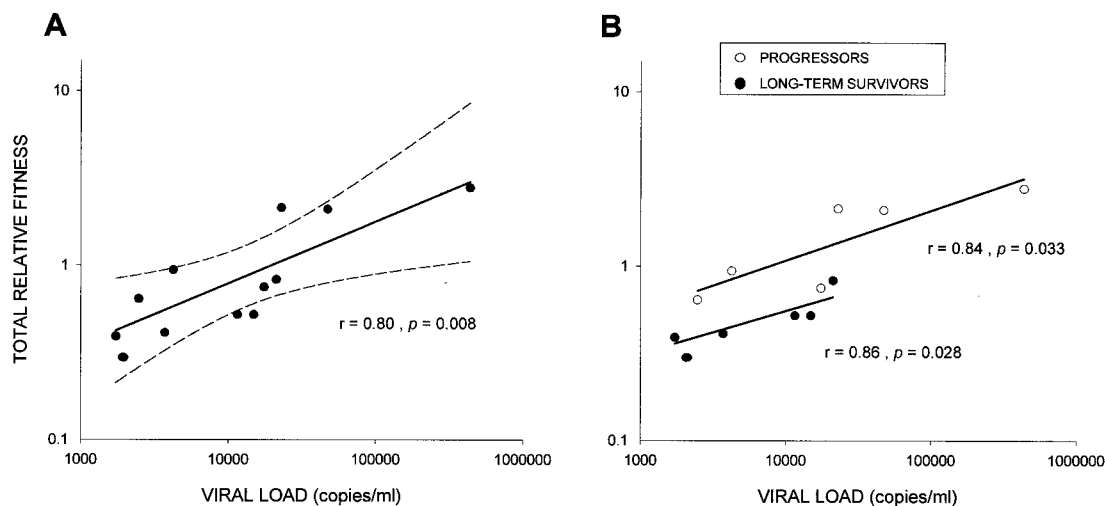 A
TOTAL RELATIVE FITNESS
10
1
0.1
1000
10000
100000
1000000
VIRAL LOAD (copies/ml)
r = 0.80 , p = 0.008
B
PROGRESSORS
LONG-TERM SURVIVORS
10
1
0.1
1000
10000
100000
1000000
VIRAL LOAD (copies/ml)
r = 0.84 , p = 0.033
r = 0.86 , p = 0.028